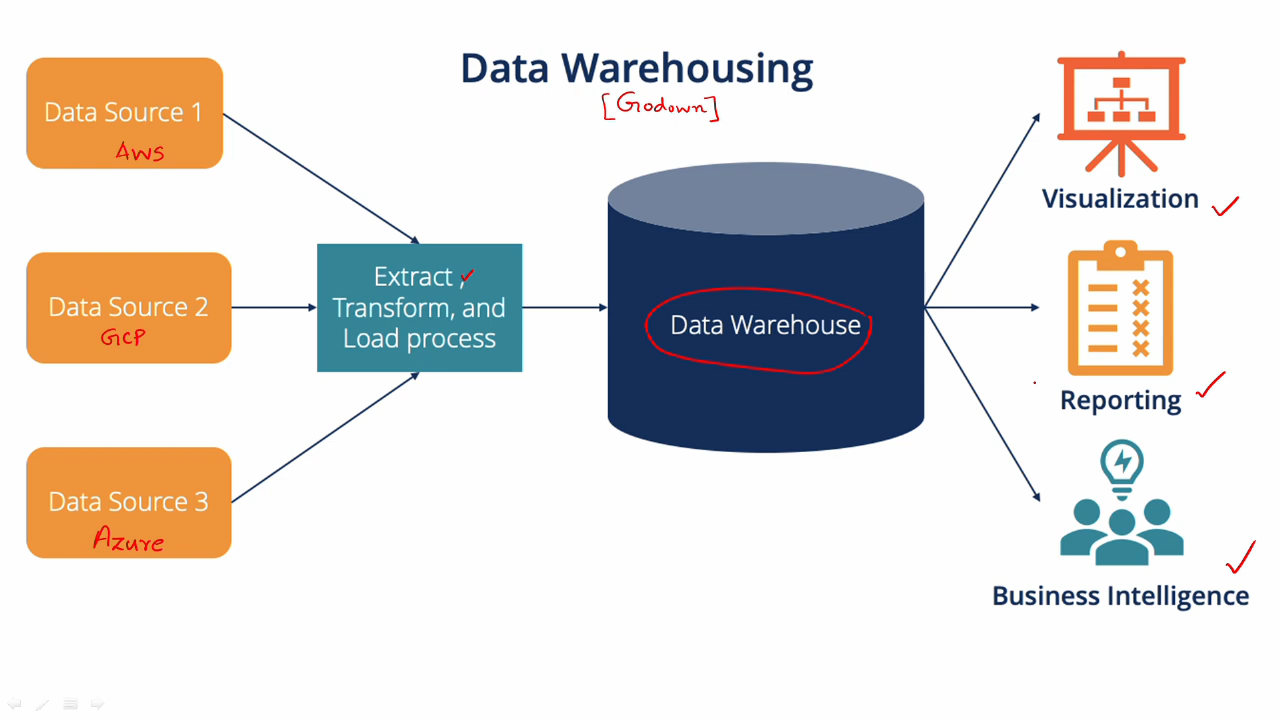 Data Warehousing
[Godown]
Data Source 1
AWS
Data Source 2
GCP
Data Source 3
Azure
Extract ,
Transform, and
Load process
Data Warehouse
Visualization
Reporting
Business Intelligence